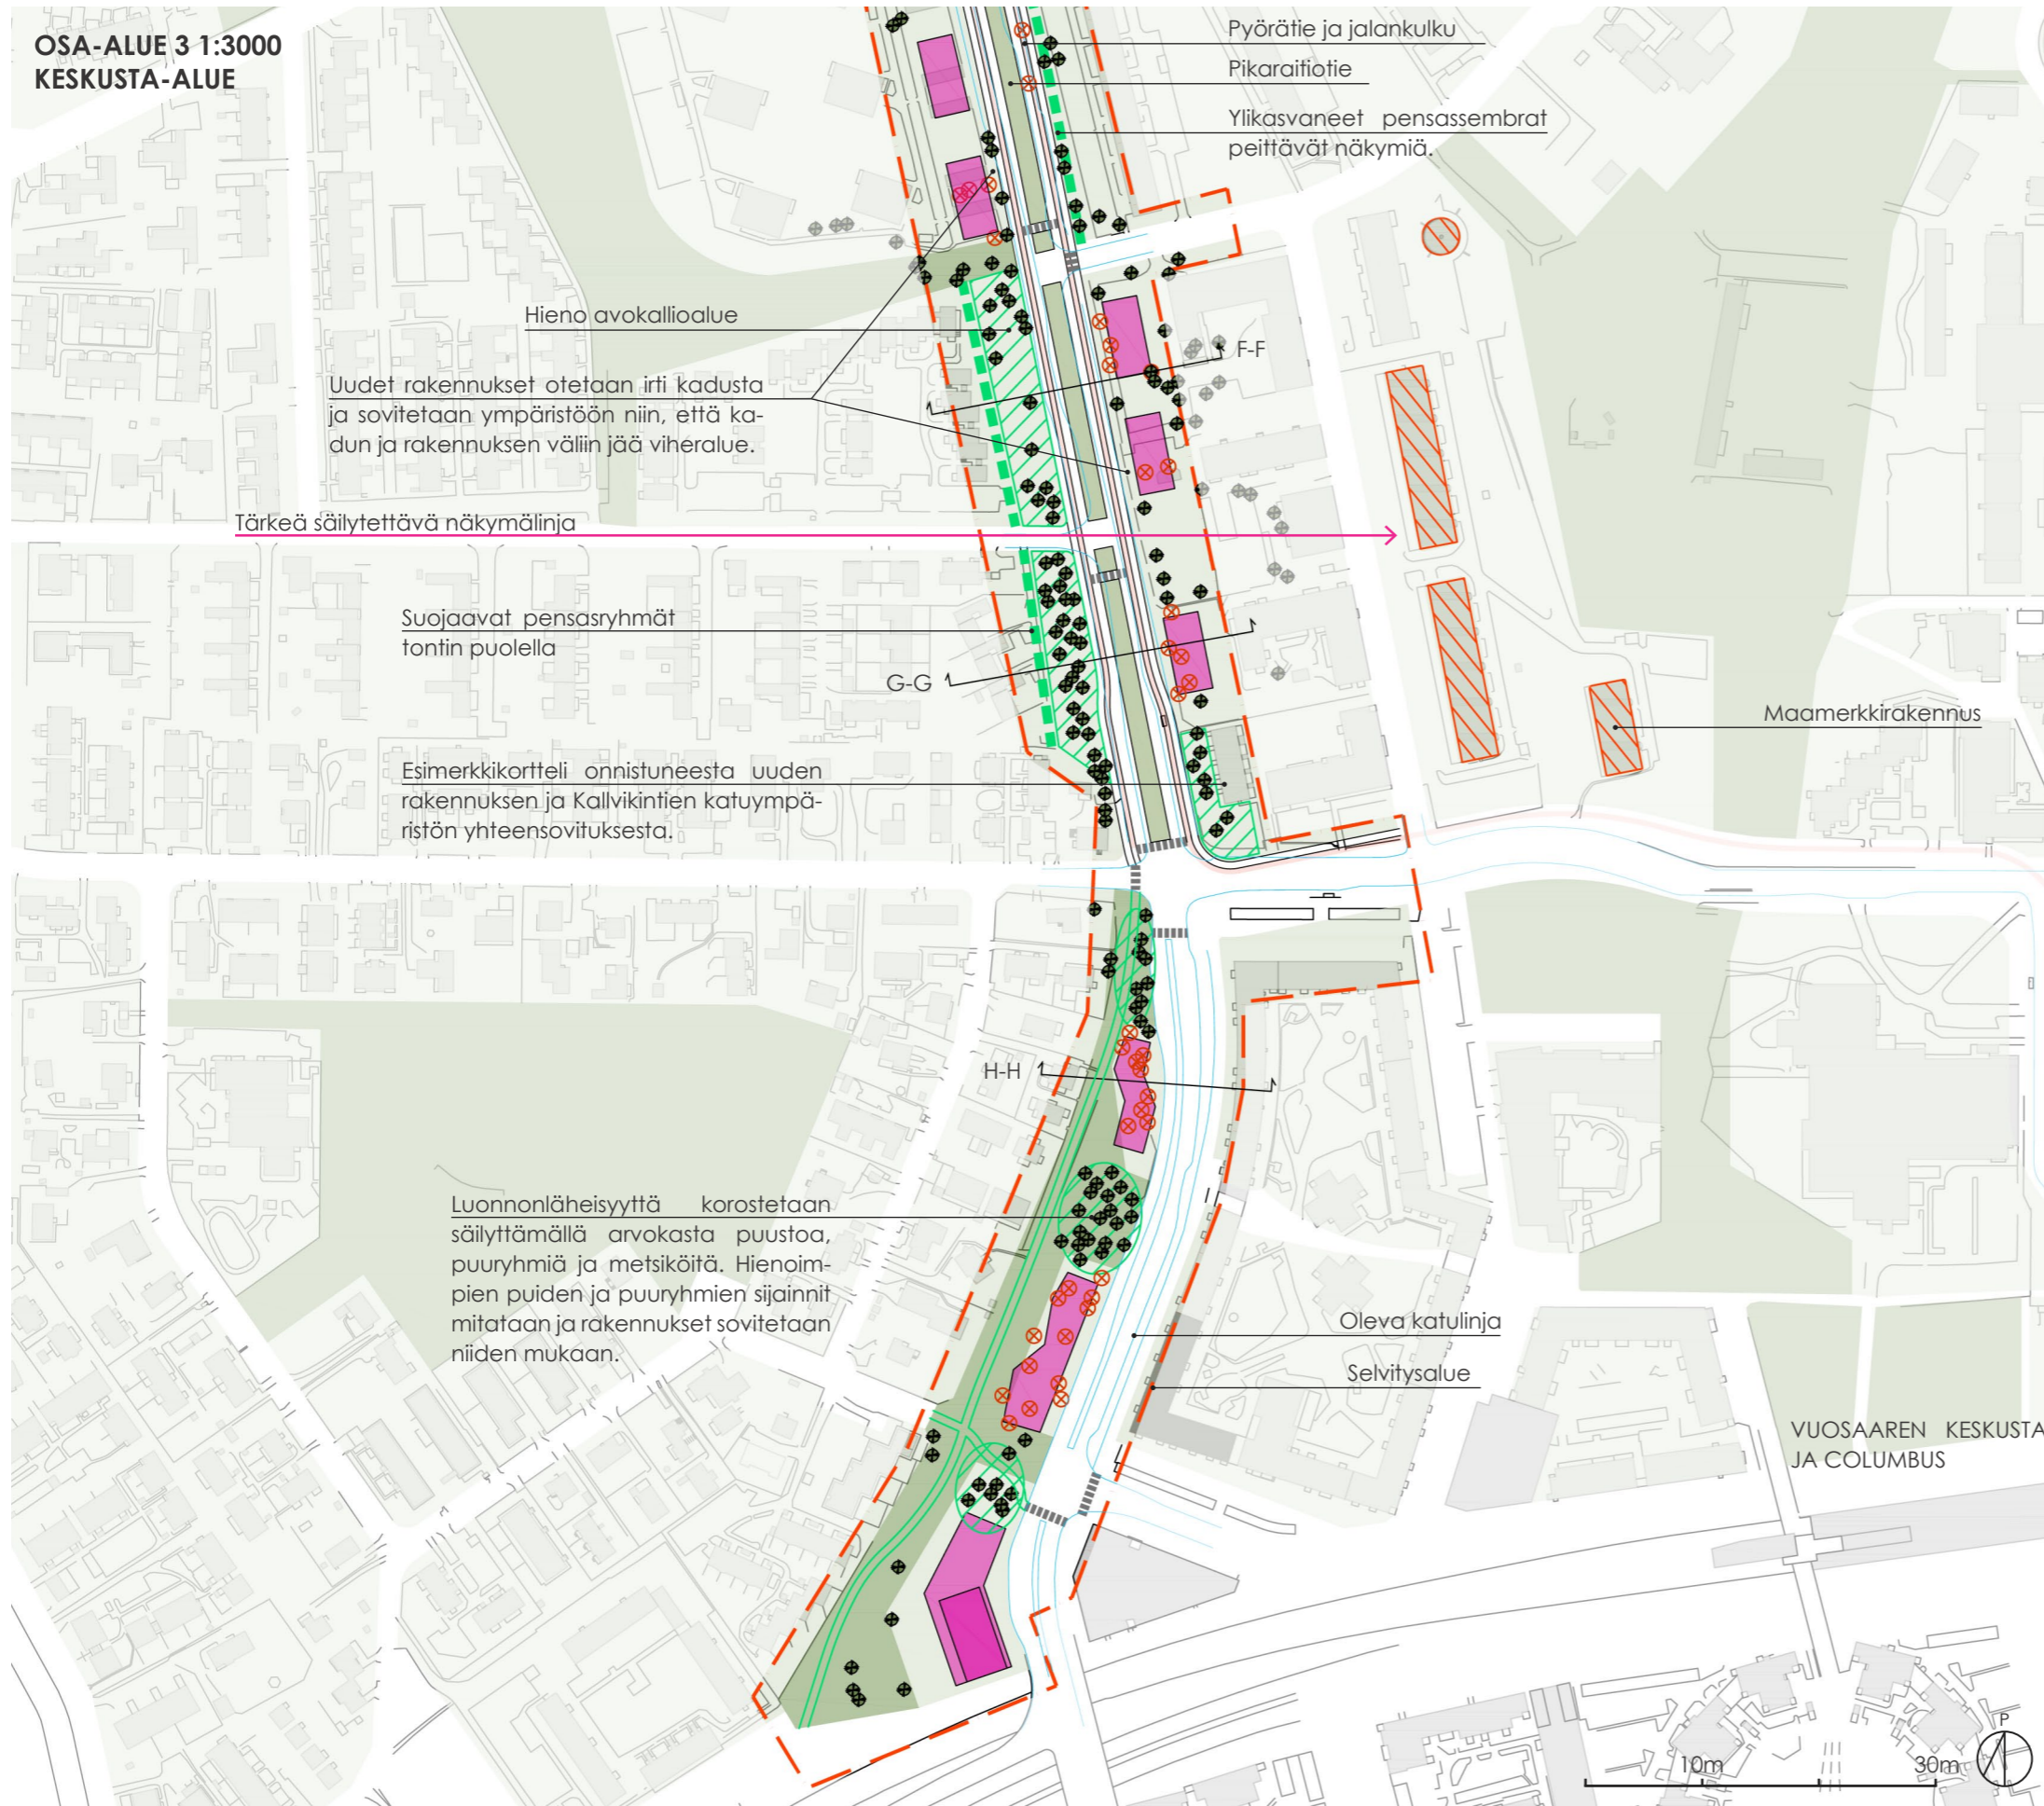 OSA-ALUE 3 1:3000
KESKUSTA-ALUE
Pyörätie ja jalankulku
Pikaraitiotie
Ylikasvaneet pensassembrat
peittävät näkymiä.
Hieno avokallioalue
F-F
Uudet rakennukset otetaan irti kadusta
ja sovitetaan ympäristöön niin, että ka-
dun ja rakennuksen väliin jää viheralue.
Tärkeä säilytettävä näkymälinja
Suojaavat pensasryhmät
tontin puolella
G-G
Maamerkkirakennus
Esimerkkikortteli onnistuneesta uuden
rakennuksen ja Kallvikintien katuympä-
ristön yhteensovituksesta.
H-H
Luonnonläheisyyttä korostetaan
säilyttämällä arvokasta puustoa,
puuryhmiä ja metsiköitä. Hienoim-
pien puiden ja puuryhmien sijainnit
mitataan ja rakennukset sovitetaan
niiden mukaan.
Oleva katulinja
Selvitysalue
VUOSAAREN KESKUSTA
JA COLUMBUS
P
10m
30m